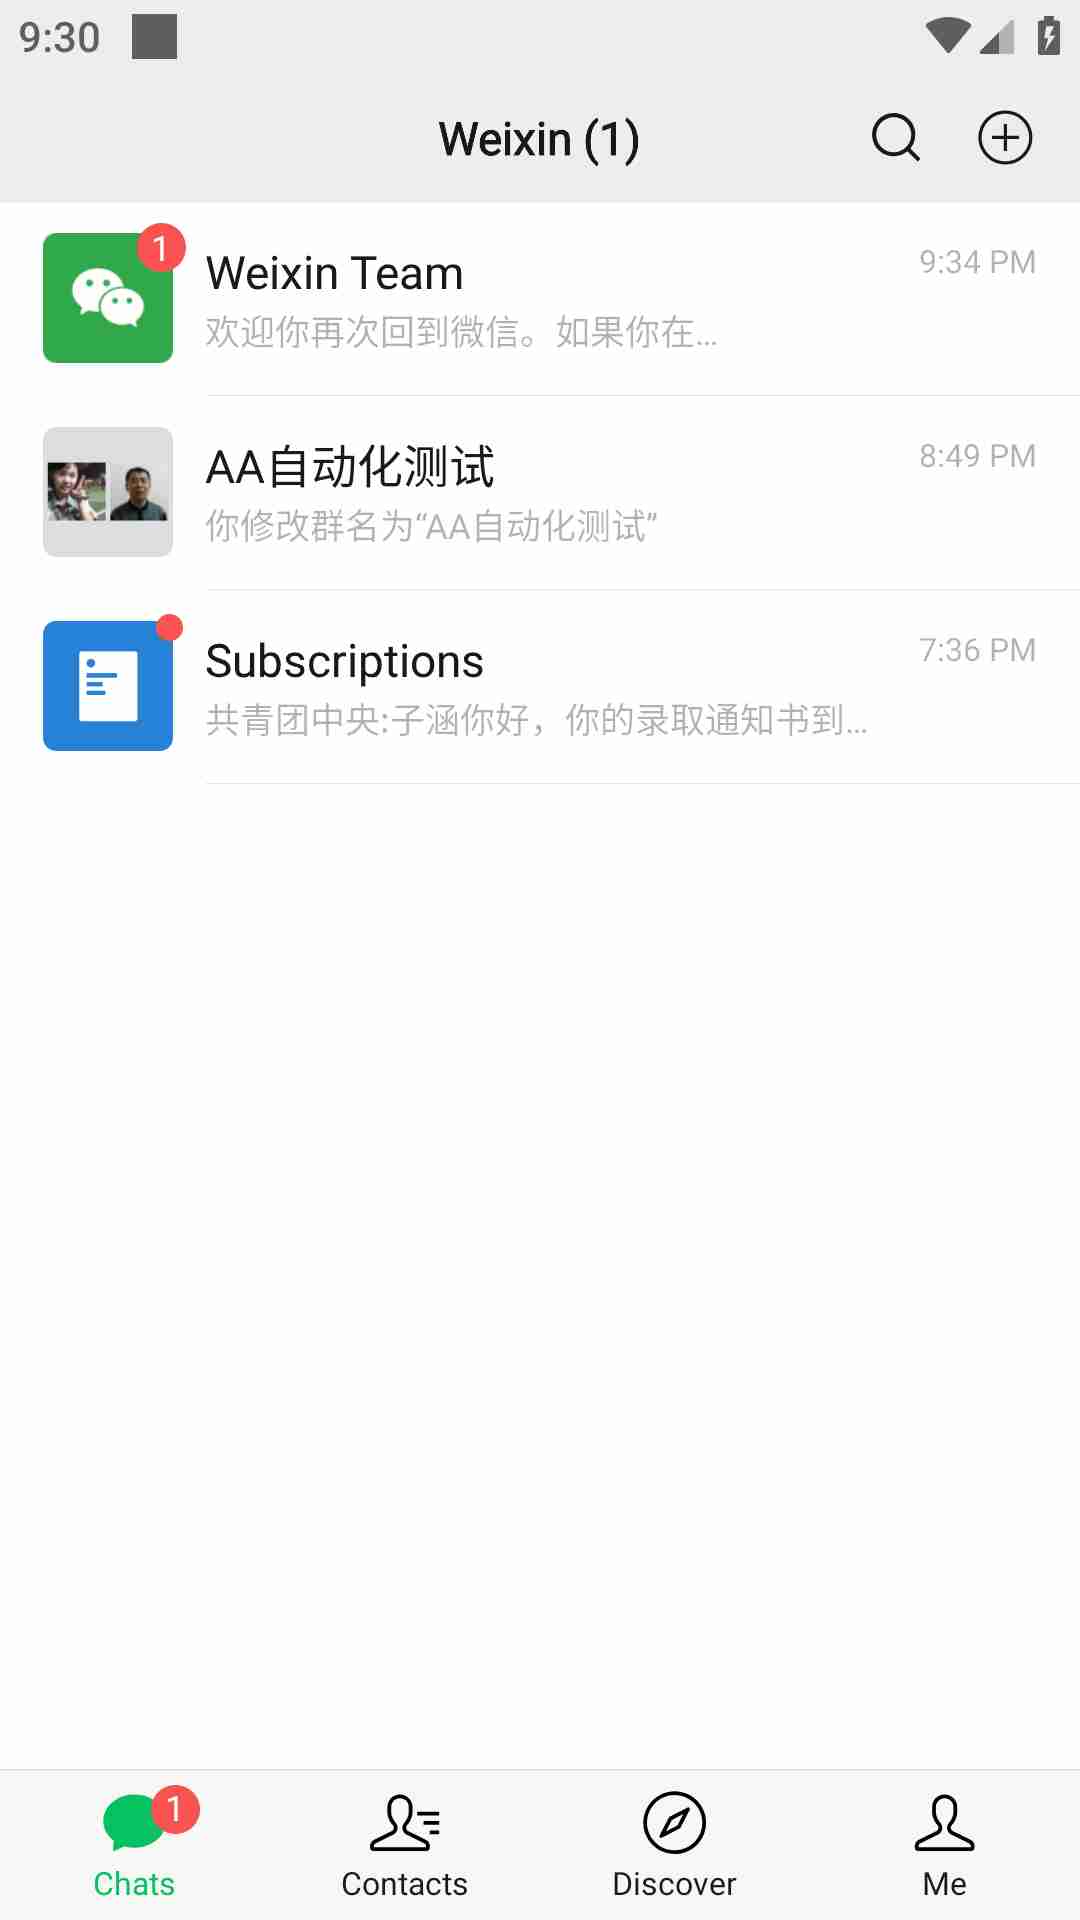 9:30
Weixin (1)
1
Weixin Team
9:34 PM
欢迎你再次回到微信。如果你在...
AA自动化测试
8:49 PM
你修改群名为“AA自动化测试”
Subscriptions
7:36 PM
共青团中央:子涵你好，你的录取通知书到...
1
Chats
Contacts
Discover
Me